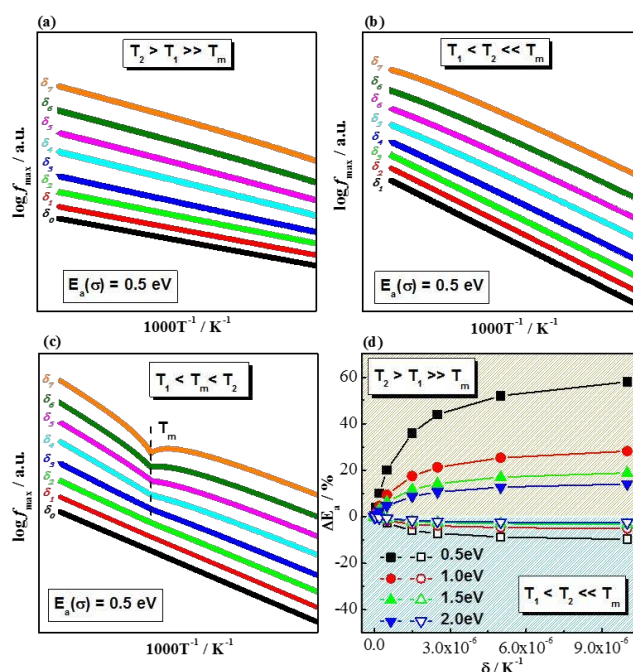 (a)
T₂ > T₁ >> Tₘ
δ₇
δ₆
δ₅
δ₄
δ₃
δ₂
δ₁
δ₀
log f_max / a.u.
Eₐ(σ) = 0.5 eV
1000T⁻¹ / K⁻¹
(b)
T₁ < T₂ << Tₘ
δ₇
δ₆
δ₅
δ₄
δ₃
δ₂
δ₁
log f_max / a.u.
Eₐ(σ) = 0.5 eV
1000T⁻¹ / K⁻¹
(c)
T₁ < Tₘ < T₂
δ₇
δ₆
δ₅
δ₄
δ₃
δ₂
δ₁
δ₀
Tₘ
log f_max / a.u.
Eₐ(σ) = 0.5 eV
1000T⁻¹ / K⁻¹
(d)
T₂ > T₁ >> Tₘ
60
40
20
0
-20
-40
ΔEₐ / %
0.5eV
1.0eV
1.5eV
2.0eV
T₁ < T₂ << Tₘ
0.0 3.0x10⁻⁶ 6.0x10⁻⁶ 9.0x10⁻⁶
δ / K⁻¹